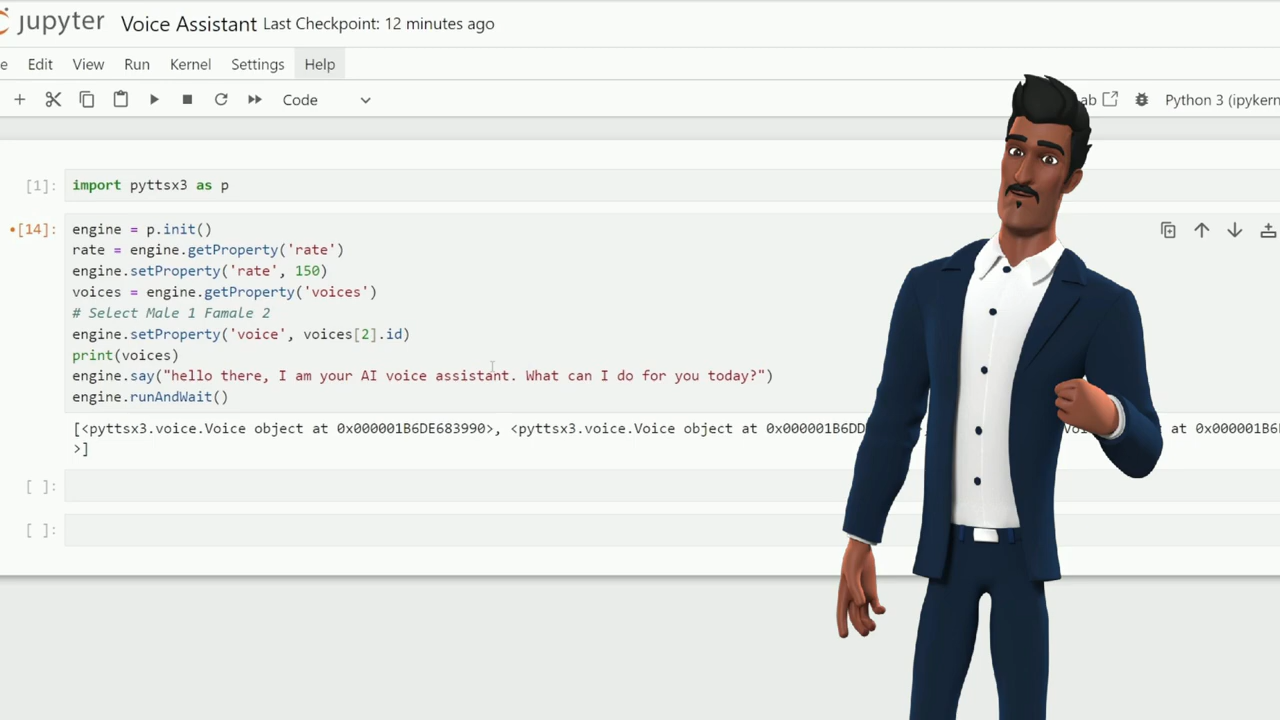 jupyter Voice Assistant Last Checkpoint: 12 minutes ago
Edit View Run Kernel Settings Help
Code Python 3 (ipykern
[1]: import pyttsx3 as p
[14]: engine = p.init()
rate = engine.getProperty('rate')
engine.setProperty('rate', 150)
voices = engine.getProperty('voices')
# Select Male 1 Famale 2
engine.setProperty('voice', voices[2].id)
print(voices)
engine.say("hello there, I am your AI voice assistant. What can I do for you today?")
engine.runAndWait()
[<pyttsx3.voice.Voice object at 0x000001B6DE683990>, <pyttsx3.voice.Voice object at 0x000001B6DD at 0x000001B6
>]
[ ]:
[ ]: